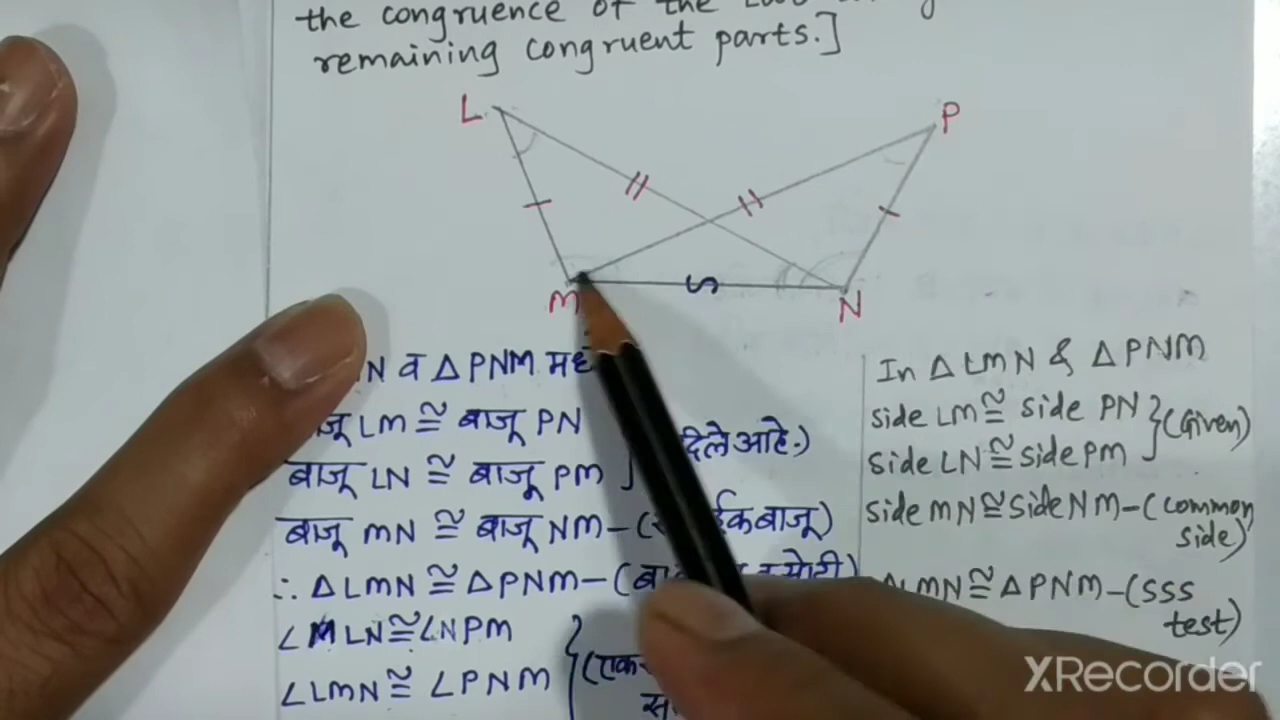 the congruence of the
remaining congruent parts.]
L
P
M
N
N व Δ PNM
LM ≅ बाजू PN
बाजू LN ≅ बाजू PM
दिले आहे.)
बाजू MN ≅ बाजू NM-( बाजू)
∴ Δ LMN ≅ Δ PNM-(
∠MLN ≅ ∠NPM
∠LMN ≅ ∠PNM
In Δ LMN & Δ PNM
side LM ≅ side PN
side LN ≅ side PM
} (Given)
side MN ≅ side NM-(common
side)
LMN ≅ Δ PNM-(SSS
test)
XRecorder